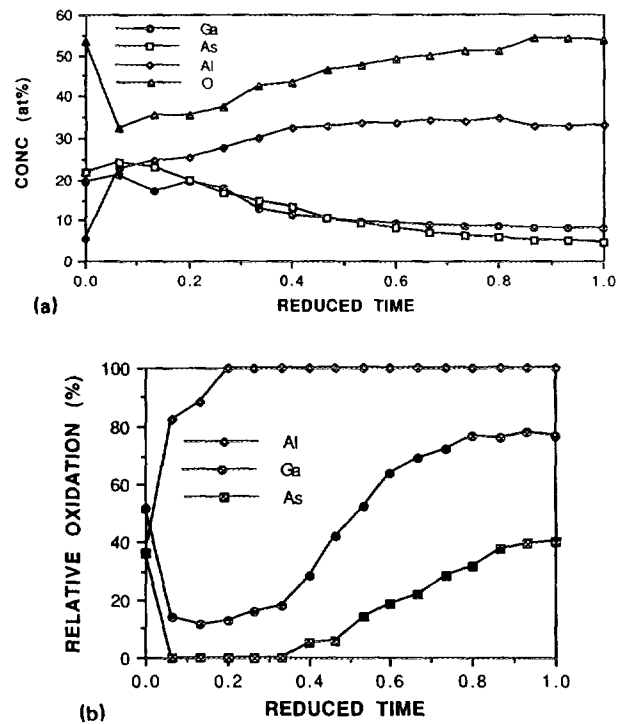 60
50
40
30
20
10
0
CONC (at%)
Ga
As
Al
O
0.0 0.2 0.4 0.6 0.8 1.0
REDUCED TIME
(a)
100
80
60
40
20
0
RELATIVE OXIDATION (%)
Al
Ga
As
0.0 0.2 0.4 0.6 0.8 1.0
REDUCED TIME
(b)